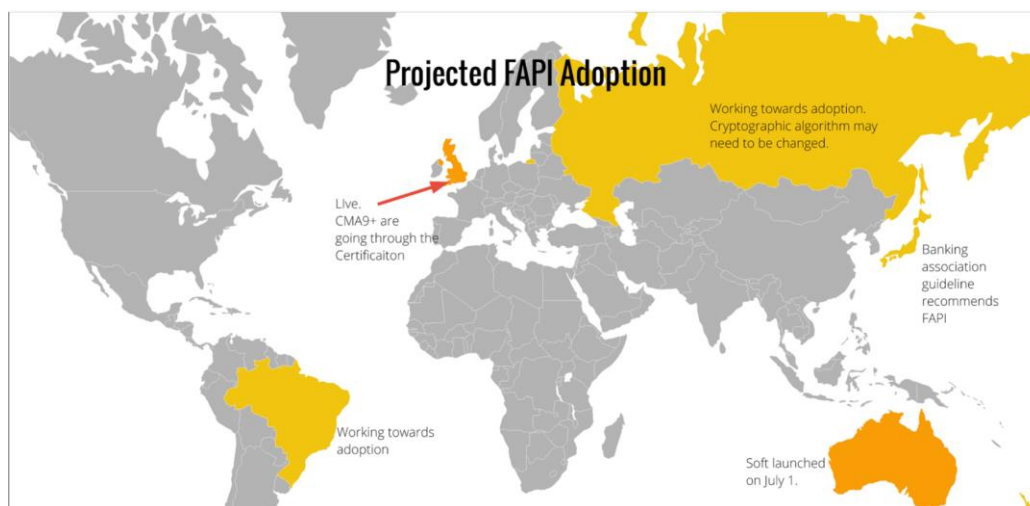 Projected FAPI Adoption
Working towards adoption.
Cryptographic algorithm may
need to be changed.
LIve.
CMA9+ are
going through the
Certificaiton
Banking
association
guideline
recommends
FAPI
Working towards
adoption
Soft launched
on July 1.